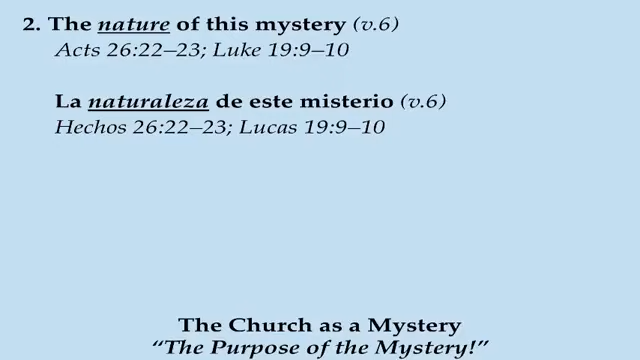 2. The nature of this mystery (v.6)
Acts 26:22–23; Luke 19:9–10
La naturaleza de este misterio (v.6)
Hechos 26:22–23; Lucas 19:9–10
The Church as a Mystery
“The Purpose of the Mystery!”